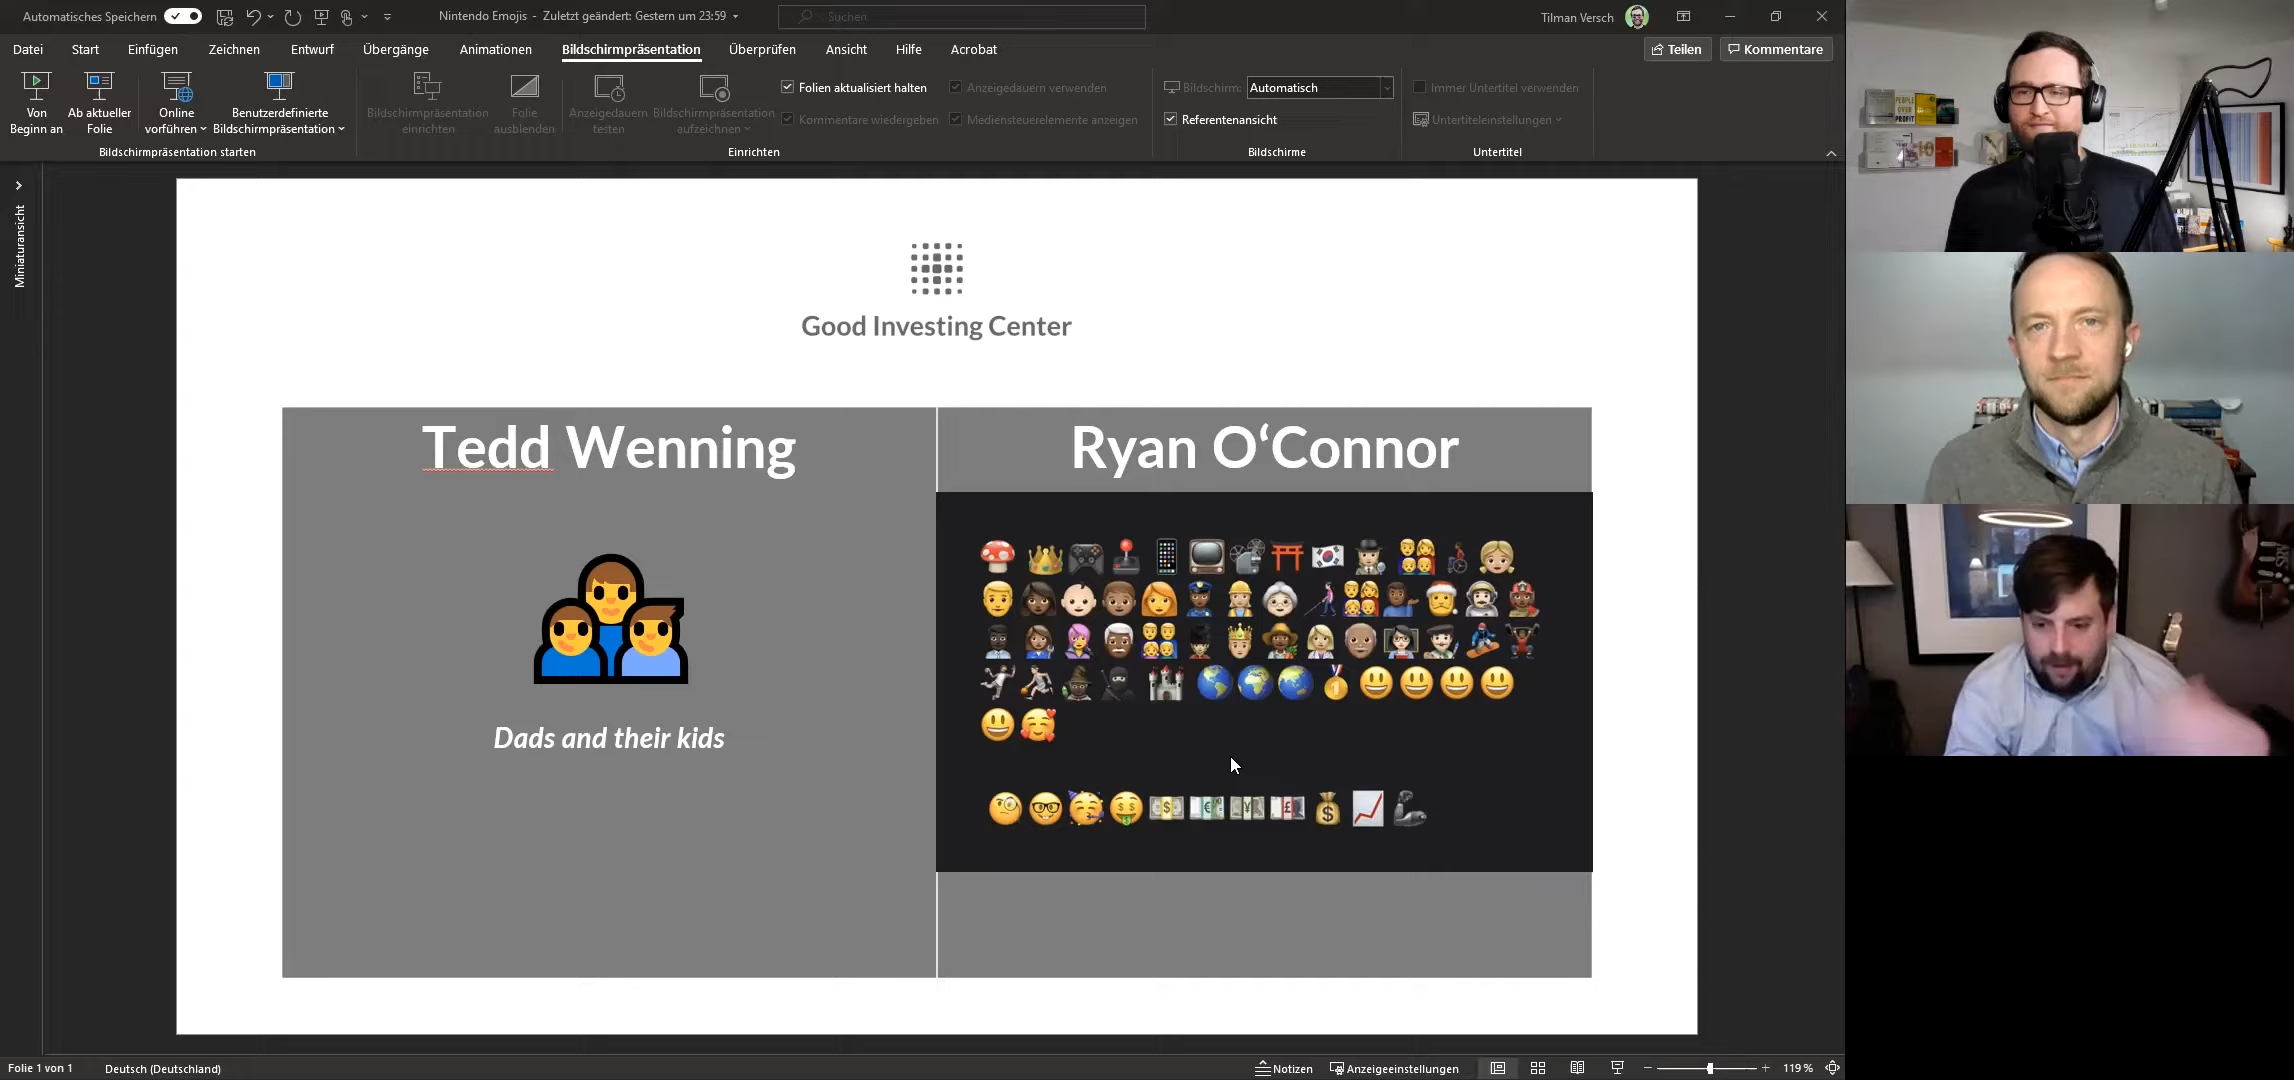 Automatisches Speichern
Nintendo Emojis - Zuletzt geändert: Gestern um 23:59
Suchen
Tilman Versch
Datei Start Einfügen Zeichnen Entwurf Übergänge Animationen Bildschirmpräsentation Überprüfen Ansicht Hilfe Acrobat
Teilen
Kommentare
Von Beginn an
Ab aktueller Folie
Online vorführen
Benutzerdefinierte Bildschirmpräsentation
Bildschirmpräsentation starten
Bildschirmpräsentation einrichten
Folie ausblenden
Anzeigedauern testen
Bildschirmpräsentation aufzeichnen
Folien aktualisiert halten
Kommentare wiedergeben
Anzeigedauern verwenden
Mediensteuerelemente anzeigen
Einrichten
Bildschirm: Automatisch
Referentenansicht
Bildschirme
Immer Untertitel verwenden
Untertiteleinstellungen
Untertitel
Miniaturansicht
Good Investing Center
Tedd Wenning
Ryan O‘Connor
Dads and their kids
PEOPLE OVER PROFIT
Folie 1 von 1
Deutsch (Deutschland)
Notizen
Anzeigeeinstellungen
119 %